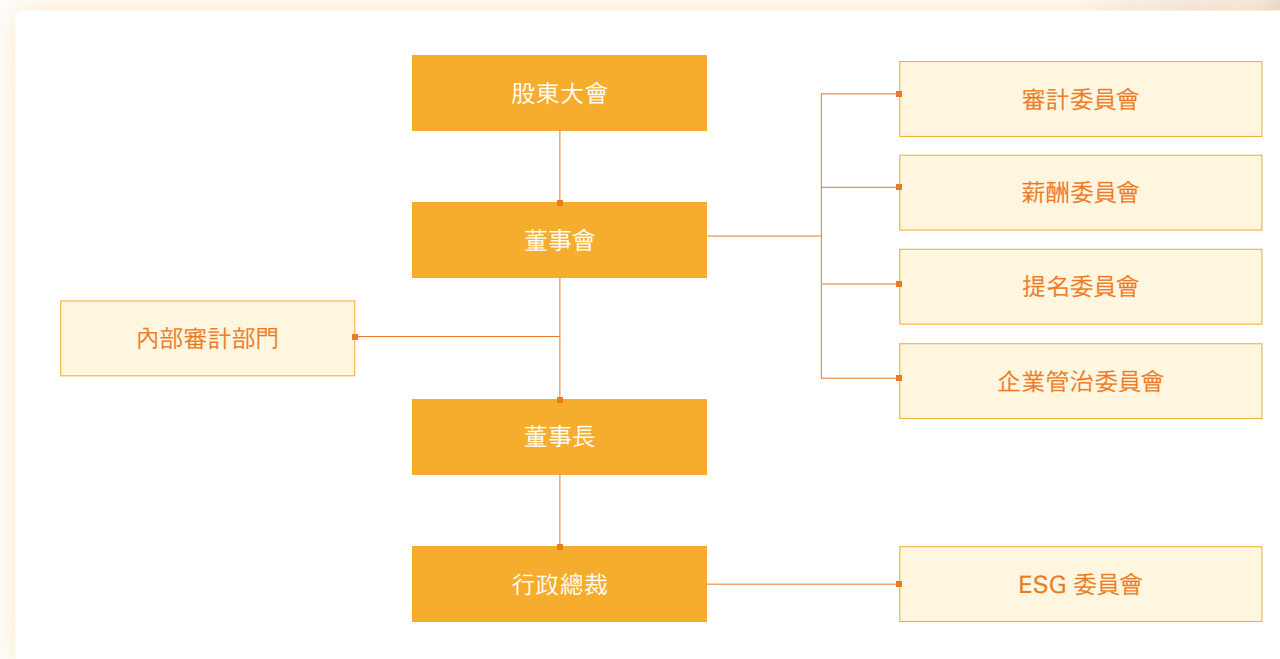 股東大會
審計委員會
薪酬委員會
董事會
提名委員會
內部審計部門
企業管治委員會
董事長
行政總裁
ESG 委員會